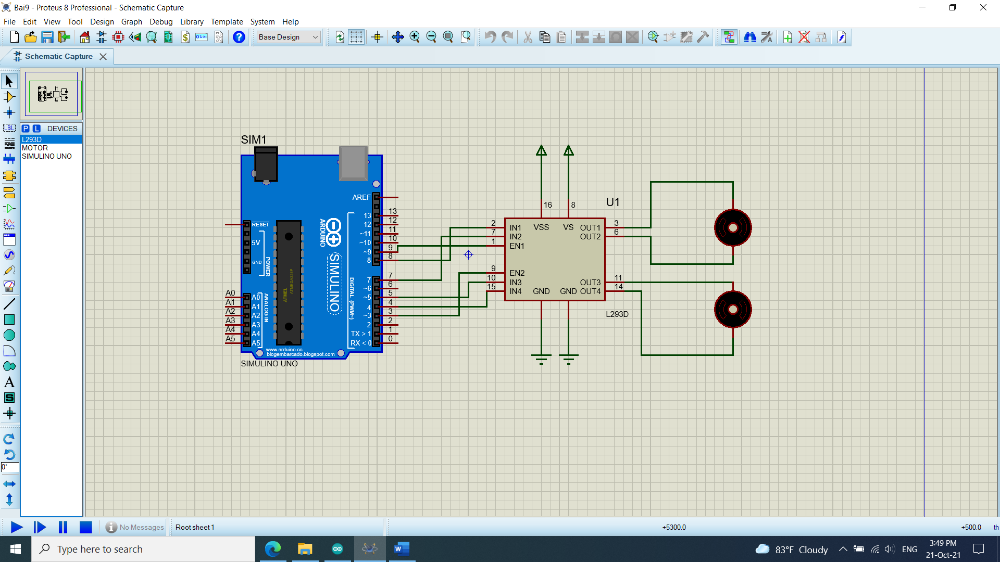 Bai9 - Proteus 8 Professional - Schematic Capture
File Edit View Tool Design Graph Debug Library Template System Help
Base Design
Schematic Capture
P L DEVICES
L293D
MOTOR
SIMULINO UNO
LBL
A
S
0°
SIM1
AREF
13 13
12 12
~11 11
~10 10
~9 9
8 8
7 7
~6 6
~5 5
4 4
~3 3
2 2
TX > 1 1
RX < 0 0
RESET
5V
GND
POWER
A0 A0
A1 A1
A2 A2
A3 A3
A4 A4
A5 A5
ANALOG IN
ARDUINO
SIMULINO
DIGITAL (PWM~)
ATMEL
ATMEGA328P
www.arduino.cc
blogembarcado.blogspot.com
SIMULINO UNO
U1
16 8
2 IN1 VSS VS OUT1 3
7 IN2 OUT2 6
1 EN1
9 EN2
10 IN3 OUT3 11
15 IN4 GND GND OUT4 14
L293D
No Messages Root sheet 1 +5300.0 +500.0 th
Type here to search
83°F Cloudy ENG
3:49 PM
21-Oct-21